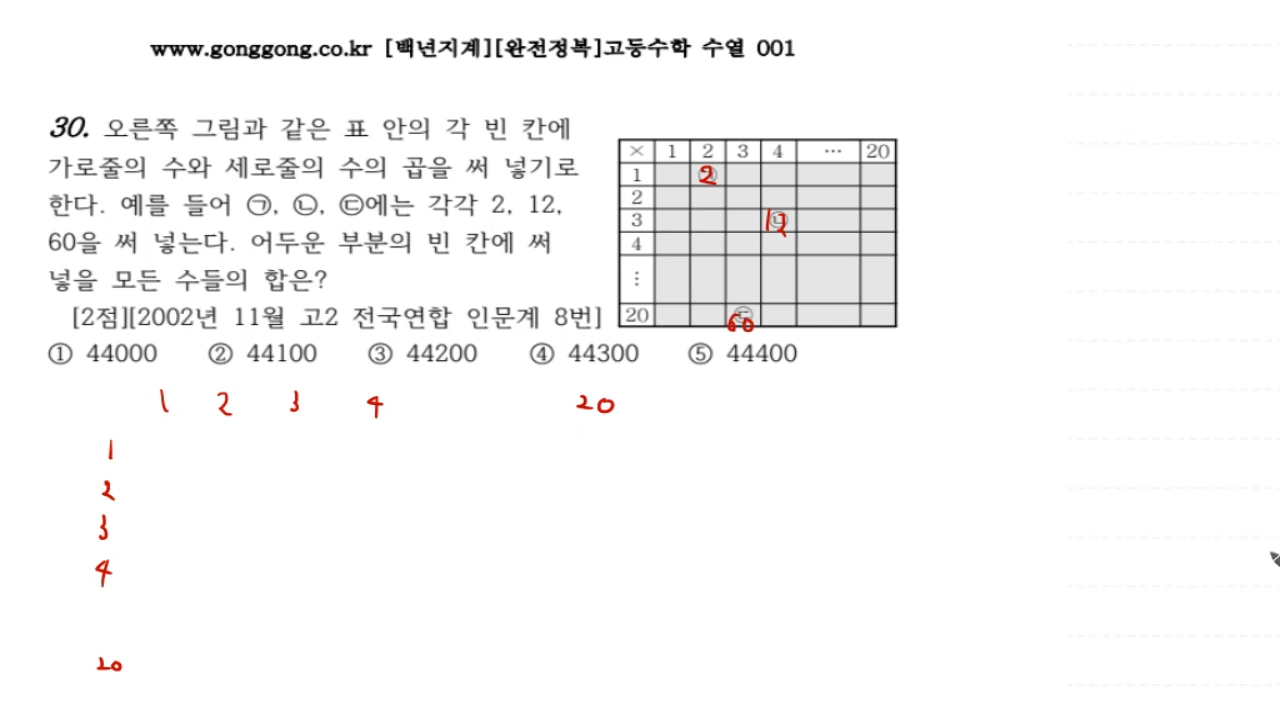 www.gonggong.co.kr [백년지계][완전정복]고등수학 수열 001
30. 오른쪽 그림과 같은 표 안의 각 빈 칸에
가로줄의 수와 세로줄의 수의 곱을 써 넣기로
한다. 예를 들어 ㉠, ㉡, ㉢에는 각각 2, 12,
60을 써 넣는다. 어두운 부분의 빈 칸에 써
넣을 모든 수들의 합은?
[2점][2002년 11월 고2 전국연합 인문계 8번]
× 1 2 3 4 ⋯ 20
1 2
2
3 12
4
⋮
20 60
① 44000 ② 44100 ③ 44200 ④ 44300 ⑤ 44400
1 2 3 4 20
1
2
3
4
20